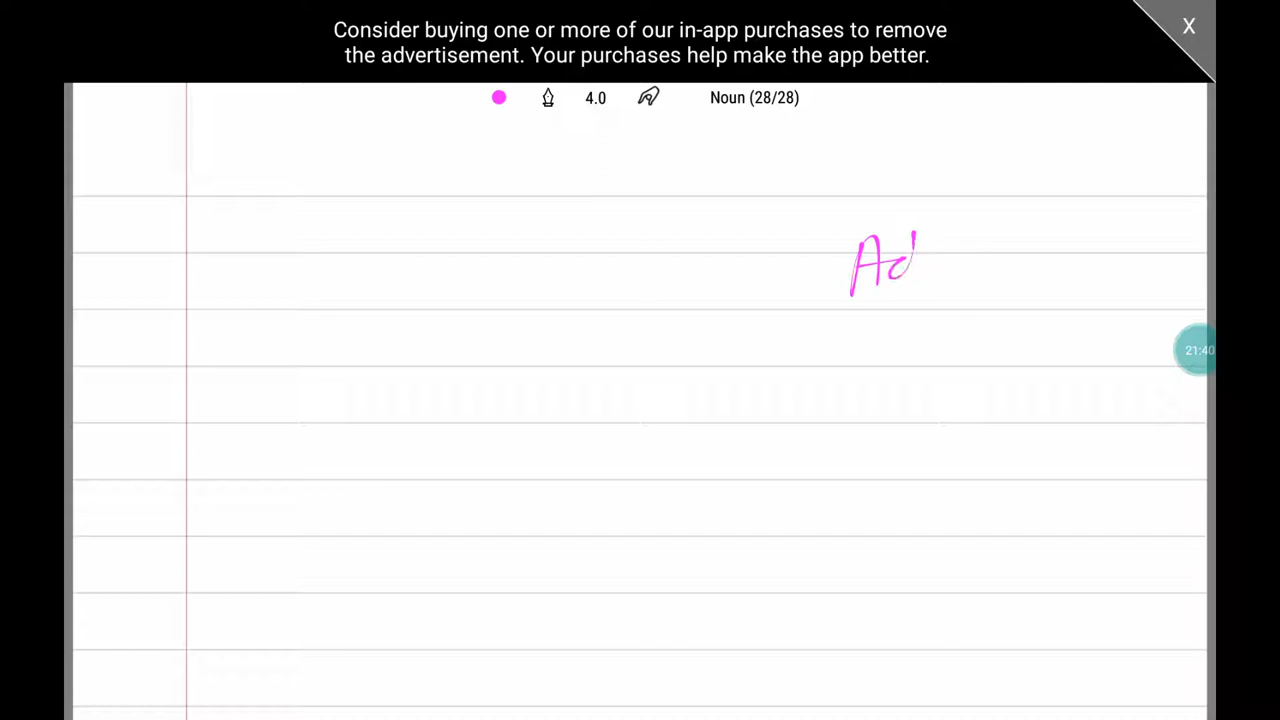 Consider buying one or more of our in-app purchases to remove
the advertisement. Your purchases help make the app better.
X
4.0 Noun (28/28)
Ad
21:40